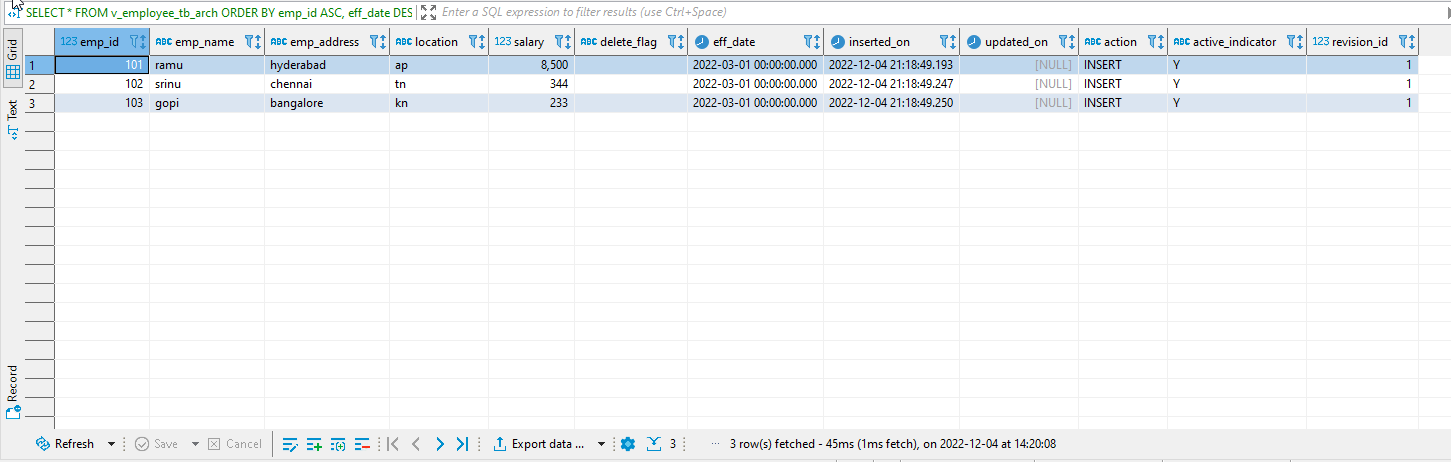 SELECT * FROM v_employee_tb_arch ORDER BY emp_id ASC, eff_date DES Enter a SQL expression to filter results (use Ctrl+Space)
Grid
Text
Record
123 emp_id ABC emp_name ABC emp_address ABC location 123 salary ABC delete_flag eff_date inserted_on updated_on ABC action ABC active_indicator 123 revision_id
1 101 ramu hyderabad ap 8,500 2022-03-01 00:00:00.000 2022-12-04 21:18:49.193 [NULL] INSERT Y 1
2 102 srinu chennai tn 344 2022-03-01 00:00:00.000 2022-12-04 21:18:49.247 [NULL] INSERT Y 1
3 103 gopi bangalore kn 233 2022-03-01 00:00:00.000 2022-12-04 21:18:49.250 [NULL] INSERT Y 1
Refresh Save Cancel Export data ... 3 ... 3 row(s) fetched - 45ms (1ms fetch), on 2022-12-04 at 14:20:08